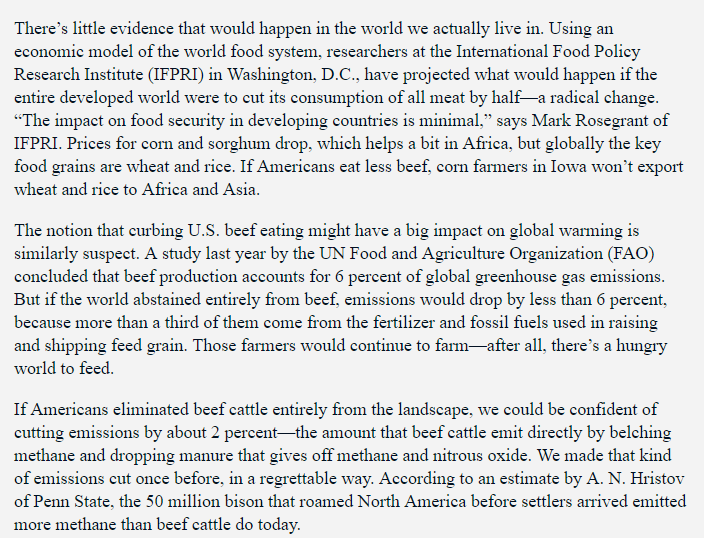 There’s little evidence that would happen in the world we actually live in. Using an
economic model of the world food system, researchers at the International Food Policy
Research Institute (IFPRI) in Washington, D.C., have projected what would happen if the
entire developed world were to cut its consumption of all meat by half—a radical change.
“The impact on food security in developing countries is minimal,” says Mark Rosegrant of
IFPRI. Prices for corn and sorghum drop, which helps a bit in Africa, but globally the key
food grains are wheat and rice. If Americans eat less beef, corn farmers in Iowa won’t export
wheat and rice to Africa and Asia.
The notion that curbing U.S. beef eating might have a big impact on global warming is
similarly suspect. A study last year by the UN Food and Agriculture Organization (FAO)
concluded that beef production accounts for 6 percent of global greenhouse gas emissions.
But if the world abstained entirely from beef, emissions would drop by less than 6 percent,
because more than a third of them come from the fertilizer and fossil fuels used in raising
and shipping feed grain. Those farmers would continue to farm—after all, there’s a hungry
world to feed.
If Americans eliminated beef cattle entirely from the landscape, we could be confident of
cutting emissions by about 2 percent—the amount that beef cattle emit directly by belching
methane and dropping manure that gives off methane and nitrous oxide. We made that kind
of emissions cut once before, in a regrettable way. According to an estimate by A. N. Hristov
of Penn State, the 50 million bison that roamed North America before settlers arrived emitted
more methane than beef cattle do today.